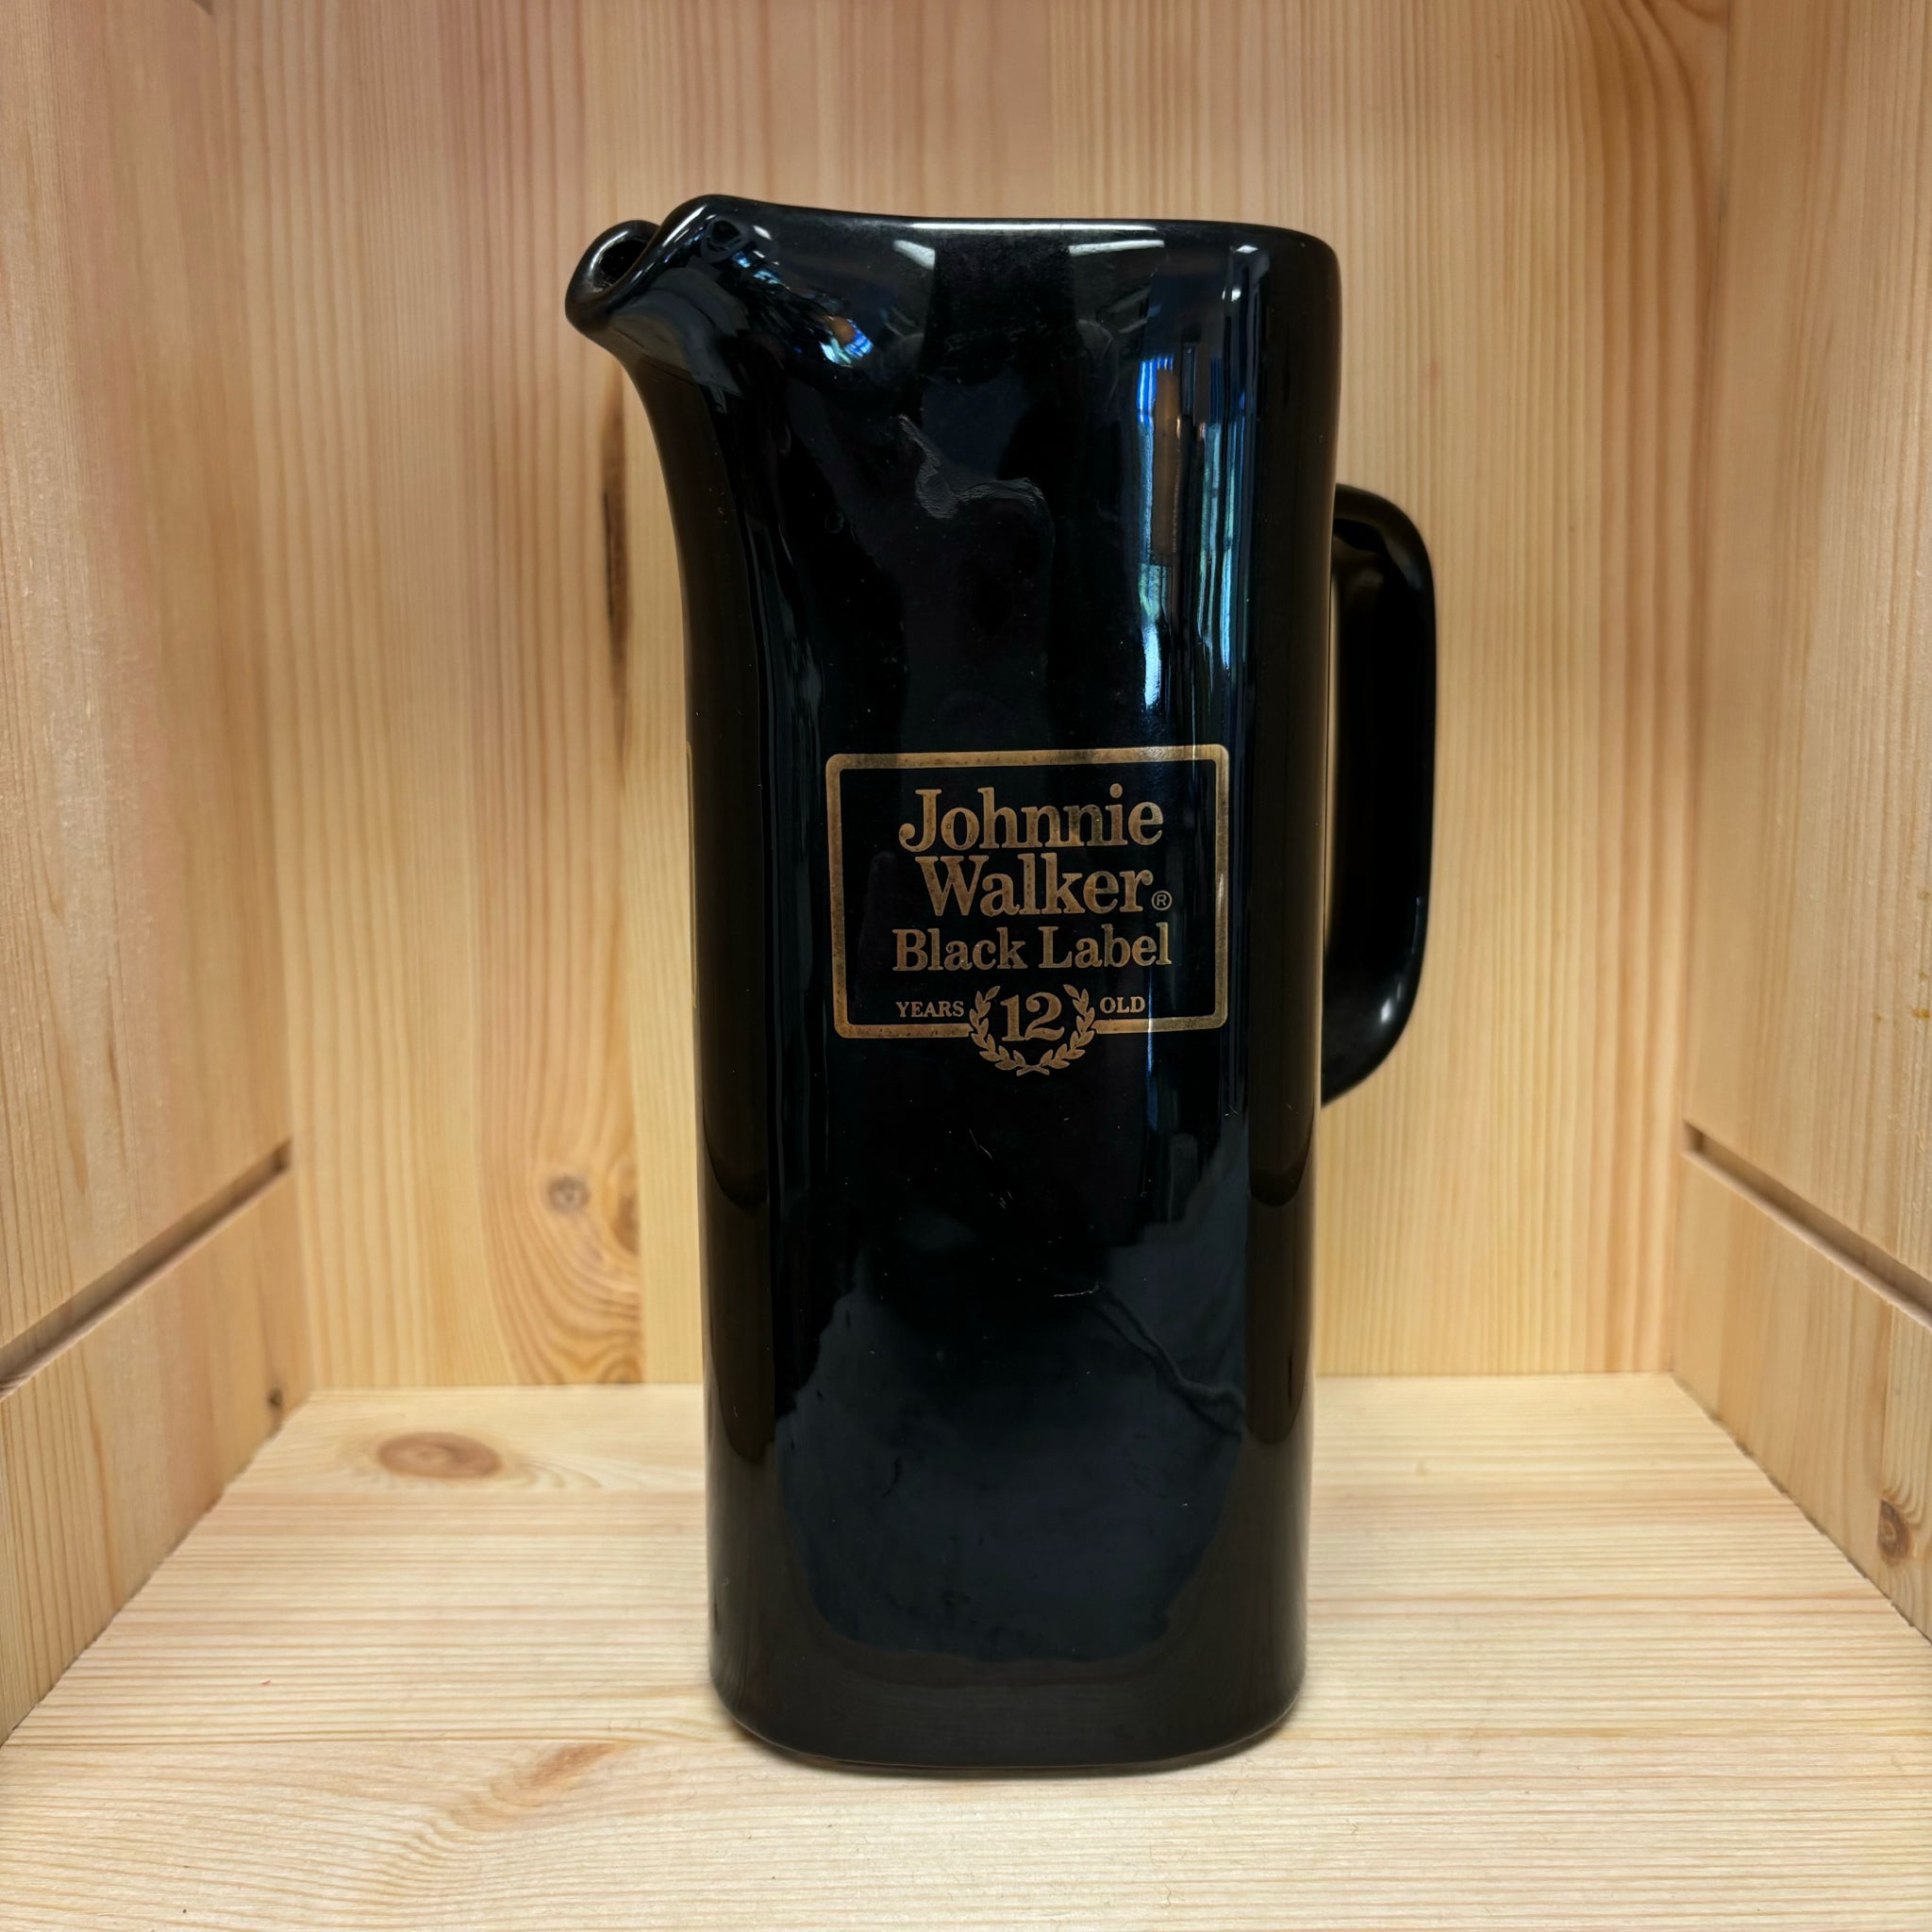 Johnnie
Walker®
Black Label
YEARS 12 OLD